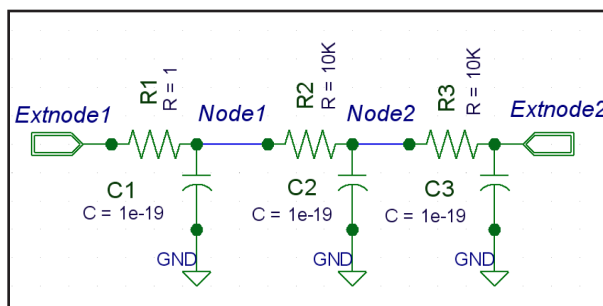 Extnode1
R1
R = 1
Node1
R2
R = 10K
Node2
R3
R = 10K
Extnode2
C1
C = 1e-19
C2
C = 1e-19
C3
C = 1e-19
GND
GND
GND